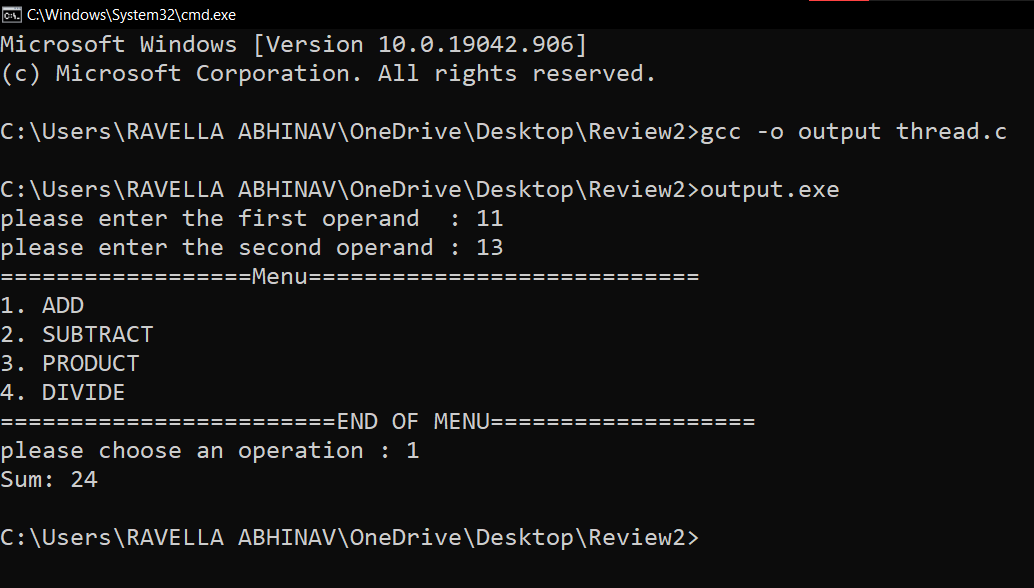 C:\Windows\System32\cmd.exe
Microsoft Windows [Version 10.0.19042.906]
(c) Microsoft Corporation. All rights reserved.
C:\Users\RAVELLA ABHINAV\OneDrive\Desktop\Review2>gcc -o output thread.c
C:\Users\RAVELLA ABHINAV\OneDrive\Desktop\Review2>output.exe
please enter the first operand  : 11
please enter the second operand : 13
==================Menu============================
1. ADD
2. SUBTRACT
3. PRODUCT
4. DIVIDE
========================END OF MENU===================
please choose an operation : 1
Sum: 24
C:\Users\RAVELLA ABHINAV\OneDrive\Desktop\Review2>